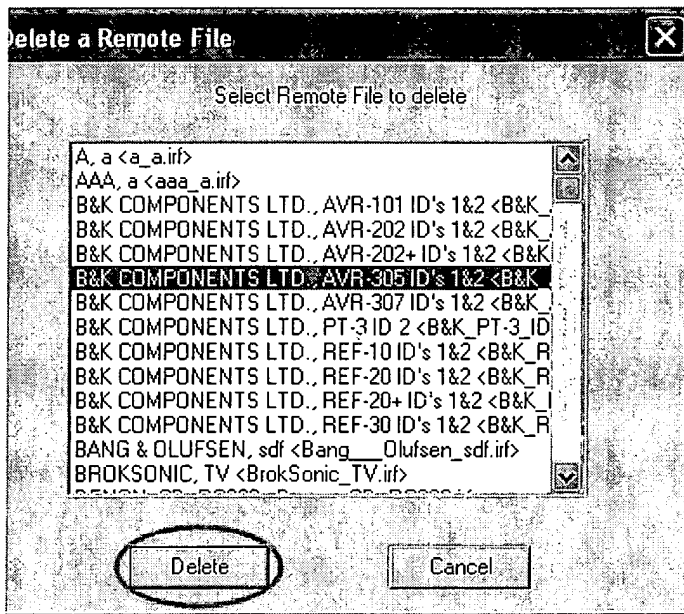 Delete a Remote File
Select Remote File to delete
A, a <a_a.irf>
AAA, a <aaa_a.irf>
B&K COMPONENTS LTD., AVR-101 ID's 1&2 <B&K_
B&K COMPONENTS LTD., AVR-202 ID's 1&2 <B&K_
B&K COMPONENTS LTD., AVR-202+ ID's 1&2 <B&K
B&K COMPONENTS LTD., AVR-305 ID's 1&2 <B&K_
B&K COMPONENTS LTD., AVR-307 ID's 1&2 <B&K_
B&K COMPONENTS LTD., PT-3 ID 2 <B&K_PT-3_ID
B&K COMPONENTS LTD., REF-10 ID's 1&2 <B&K_R
B&K COMPONENTS LTD., REF-20 ID's 1&2 <B&K_R
B&K COMPONENTS LTD., REF-20+ ID's 1&2 <B&K_
B&K COMPONENTS LTD., REF-30 ID's 1&2 <B&K_R
BANG & OLUFSEN, sdf <Bang___Olufsen_sdf.irf>
BROKSONIC, TV <BrokSonic_TV.irf>
Delete
Cancel